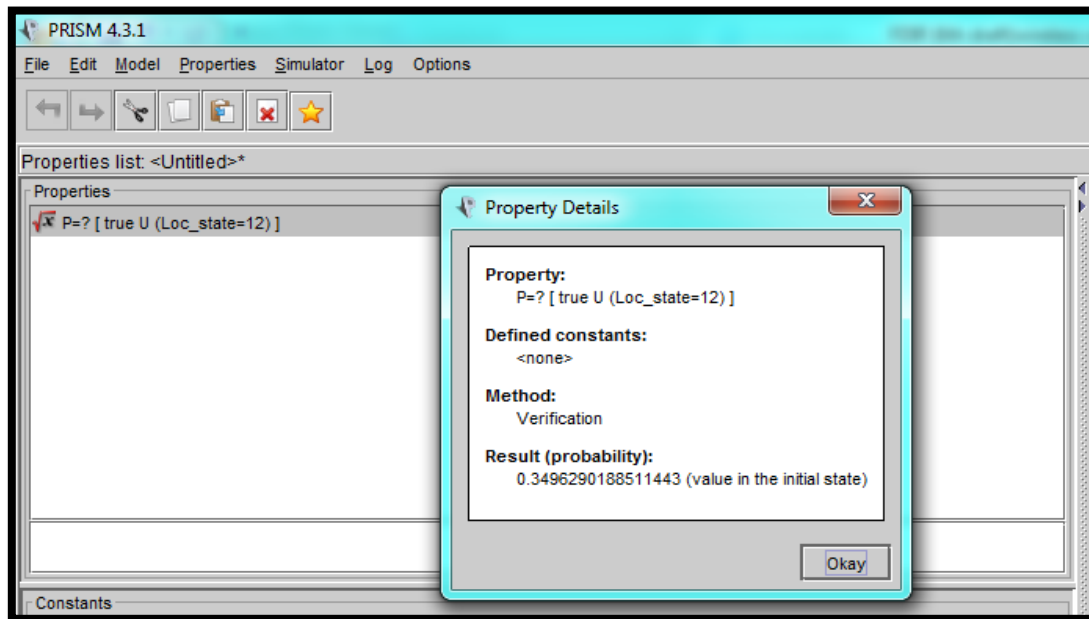 PRISM 4.3.1
File Edit Model Properties Simulator Log Options
Properties list: <Untitled>*
Properties
√x P=? [ true U (Loc_state=12) ]
Property Details
Property:
P=? [ true U (Loc_state=12) ]
Defined constants:
<none>
Method:
Verification
Result (probability):
0.3496290188511443 (value in the initial state)
Okay
Constants